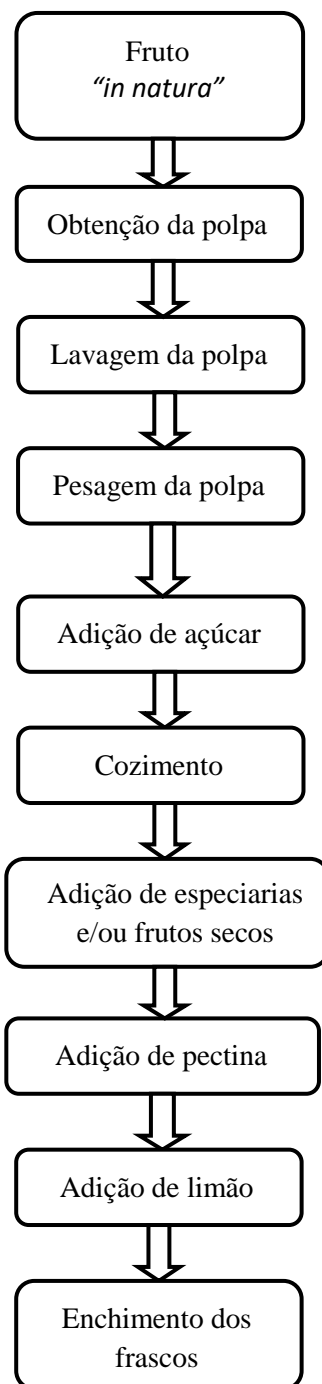 Fruto
“in natura”
Obtenção da polpa
Lavagem da polpa
Pesagem da polpa
Adição de açúcar
Cozimento
Adição de especiarias
e/ou frutos secos
Adição de pectina
Adição de limão
Enchimento dos
frascos